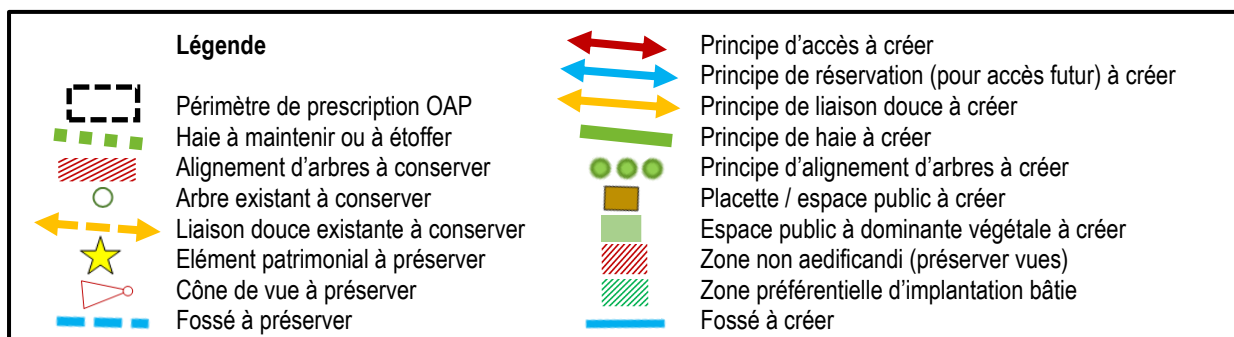 Légende
Périmètre de prescription OAP
Haie à maintenir ou à étoffer
Alignement d'arbres à conserver
Arbre existant à conserver
Liaison douce existante à conserver
Elément patrimonial à préserver
Cône de vue à préserver
Fossé à préserver
Principe d'accès à créer
Principe de réservation (pour accès futur) à créer
Principe de liaison douce à créer
Principe de haie à créer
Principe d'alignement d'arbres à créer
Placette / espace public à créer
Espace public à dominante végétale à créer
Zone non aedificandi (préserver vues)
Zone préférentielle d'implantation bâtie
Fossé à créer